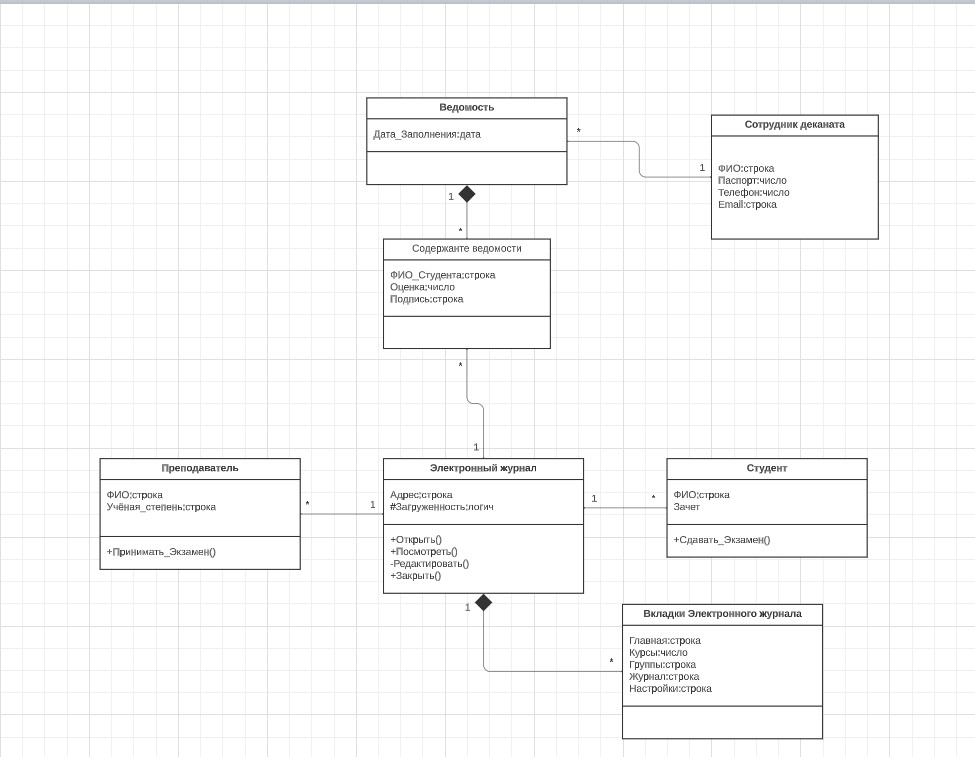 Ведомость
Дата_Заполнения:дата
*
1
Сотрудник деканата
ФИО:строка
Паспорт:число
Телефон:число
Email:строка
1
*
Содержанте ведомости
ФИО_Студента:строка
Оценка:число
Подпись:строка
*
1
Преподаватель
ФИО:строка
Учёная_степень:строка
+Принимать_Экзамен()
*
1
Электронный журнал
Адрес:строка
#Загруженность:логич
+Открыть()
+Посмотреть()
-Редактировать()
+Закрыть()
1
*
Студент
ФИО:строка
Зачет
+Сдавать_Экзамен()
1
*
Вкладки Электронного журнала
Главная:строка
Курсы:число
Группы:строка
Журнал:строка
Настройки:строка